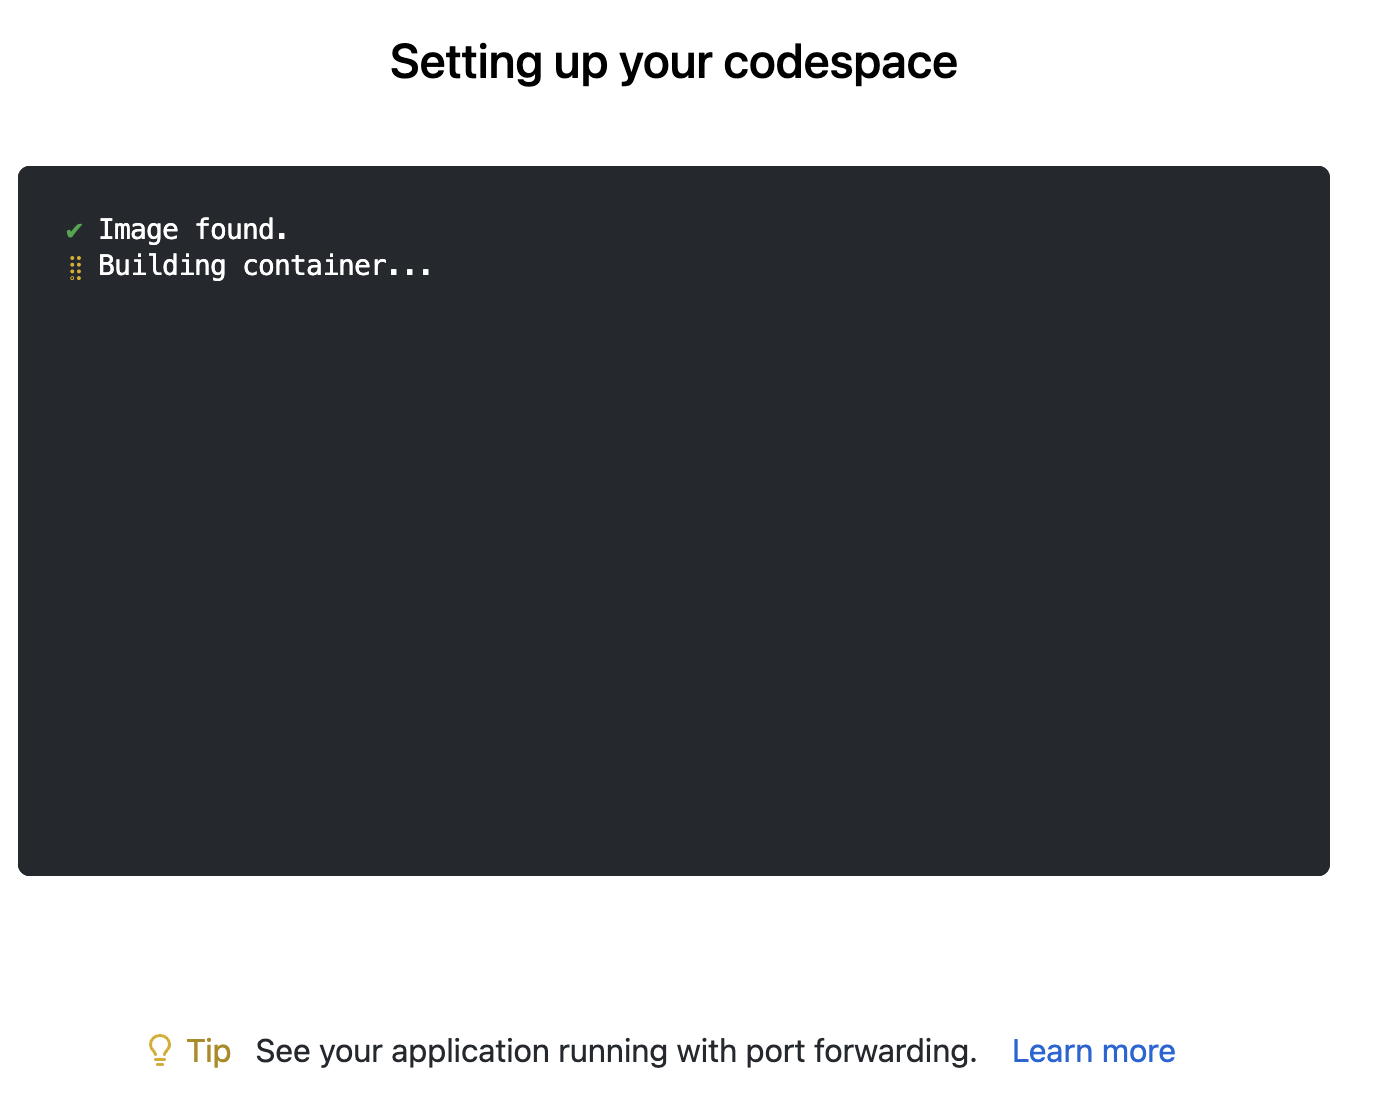 Setting up your codespace
✔ Image found.
⣾ Building container...
Tip See your application running with port forwarding. Learn more